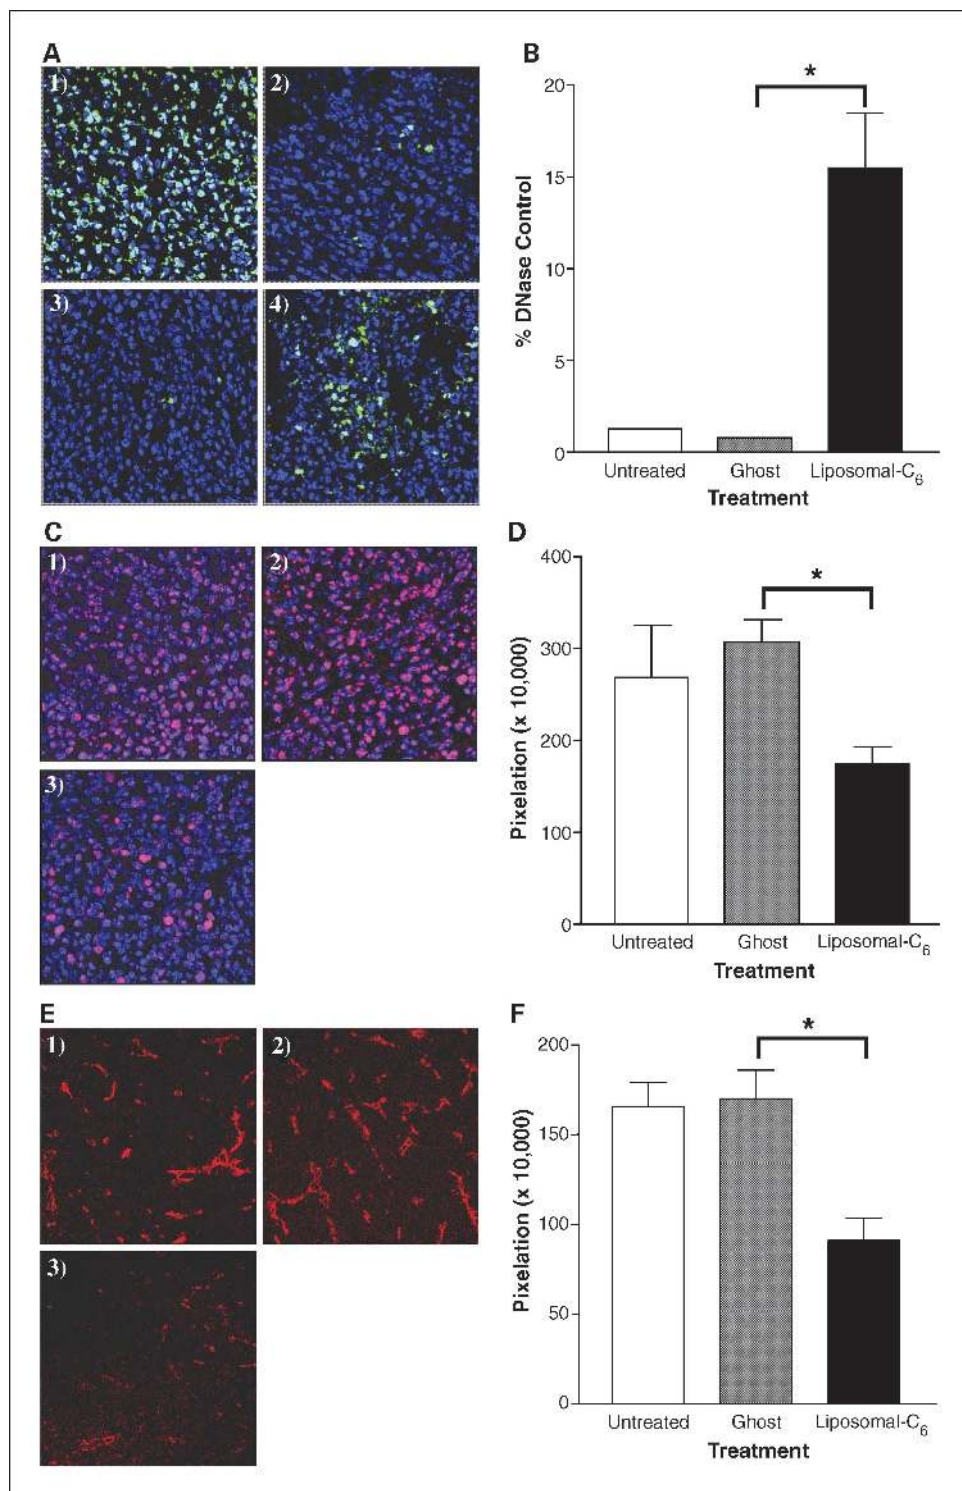 A
1)
2)
3)
4)
B
*
20
15
10
5
0
% DNase Control
Untreated
Ghost
Liposomal-C6
Treatment
C
1)
2)
3)
D
*
400
300
200
100
0
Pixelation (x 10,000)
Untreated
Ghost
Liposomal-C6
Treatment
E
1)
2)
3)
F
*
200
150
100
50
0
Pixelation (x 10,000)
Untreated
Ghost
Liposomal-C6
Treatment